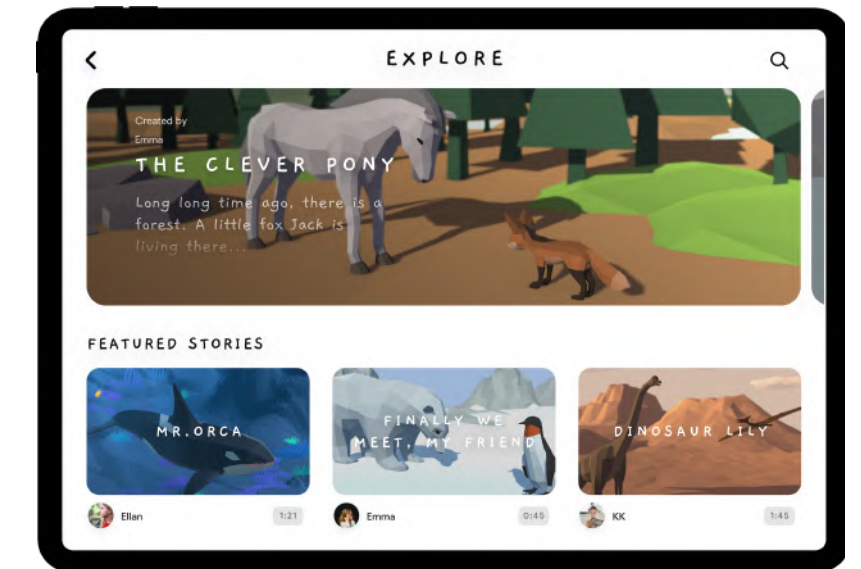 EXPLORE
Created by
Emma
THE CLEVER PONY
Long long time ago, there is a
forest. A little fox Jack is
living there...
FEATURED STORIES
MR.ORCA
FINALLY WE
MEET, MY FRIEND
DINOSAUR LILY
Ellan
1:21
Emma
0:45
KK
1:45